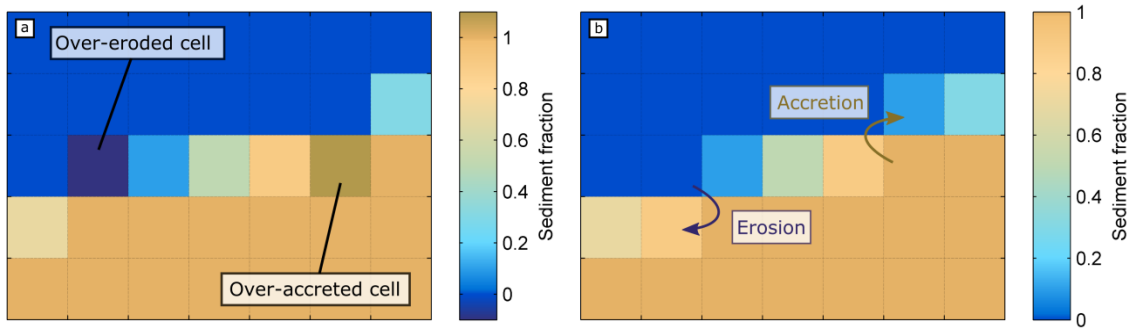 a
Over-eroded cell
Over-accreted cell
1
0.8
0.6
0.4
0.2
0
Sediment fraction
b
Accretion
Erosion
1
0.8
0.6
0.4
0.2
0
Sediment fraction